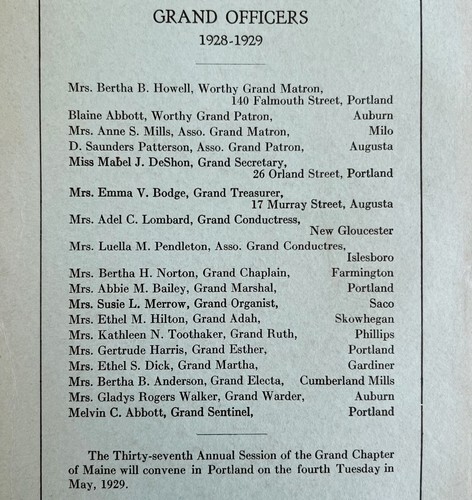 GRAND OFFICERS
1928-1929
Mrs. Bertha B. Howell, Worthy Grand Matron,
140 Falmouth Street, Portland
Blaine Abbott, Worthy Grand Patron, Auburn
Mrs. Anne S. Mills, Asso. Grand Matron, Milo
D. Saunders Patterson, Asso. Grand Patron, Augusta
Miss Mabel J. DeShon, Grand Secretary,
26 Orland Street, Portland
Mrs. Emma V. Bodge, Grand Treasurer,
17 Murray Street, Augusta
Mrs. Adel C. Lombard, Grand Conductress,
New Gloucester
Mrs. Luella M. Pendleton, Asso. Grand Conductres,
Islesboro
Mrs. Bertha H. Norton, Grand Chaplain, Farmington
Mrs. Abbie M. Bailey, Grand Marshal, Portland
Mrs. Susie L. Merrow, Grand Organist, Saco
Mrs. Ethel M. Hilton, Grand Adah, Skowhegan
Mrs. Kathleen N. Toothaker, Grand Ruth, Phillips
Mrs. Gertrude Harris, Grand Esther, Portland
Mrs. Ethel S. Dick, Grand Martha, Gardiner
Mrs. Bertha B. Anderson, Grand Electa, Cumberland Mills
Mrs. Gladys Rogers Walker, Grand Warder, Auburn
Melvin C. Abbott, Grand Sentinel, Portland
The Thirty-seventh Annual Session of the Grand Chapter
of Maine will convene in Portland on the fourth Tuesday in
May, 1929.